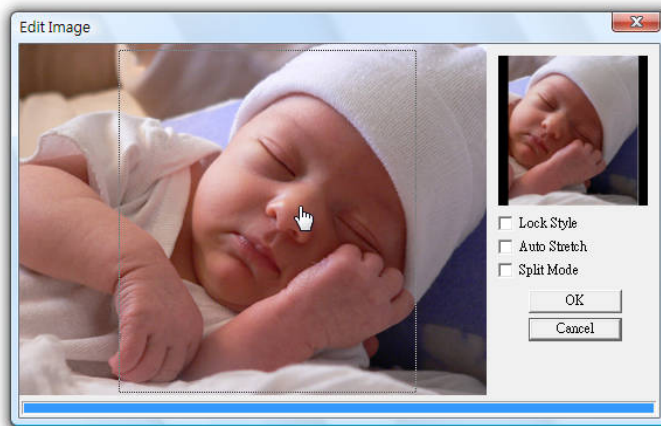 Edit Image
Lock Style
Auto Stretch
Split Mode
OK
Cancel